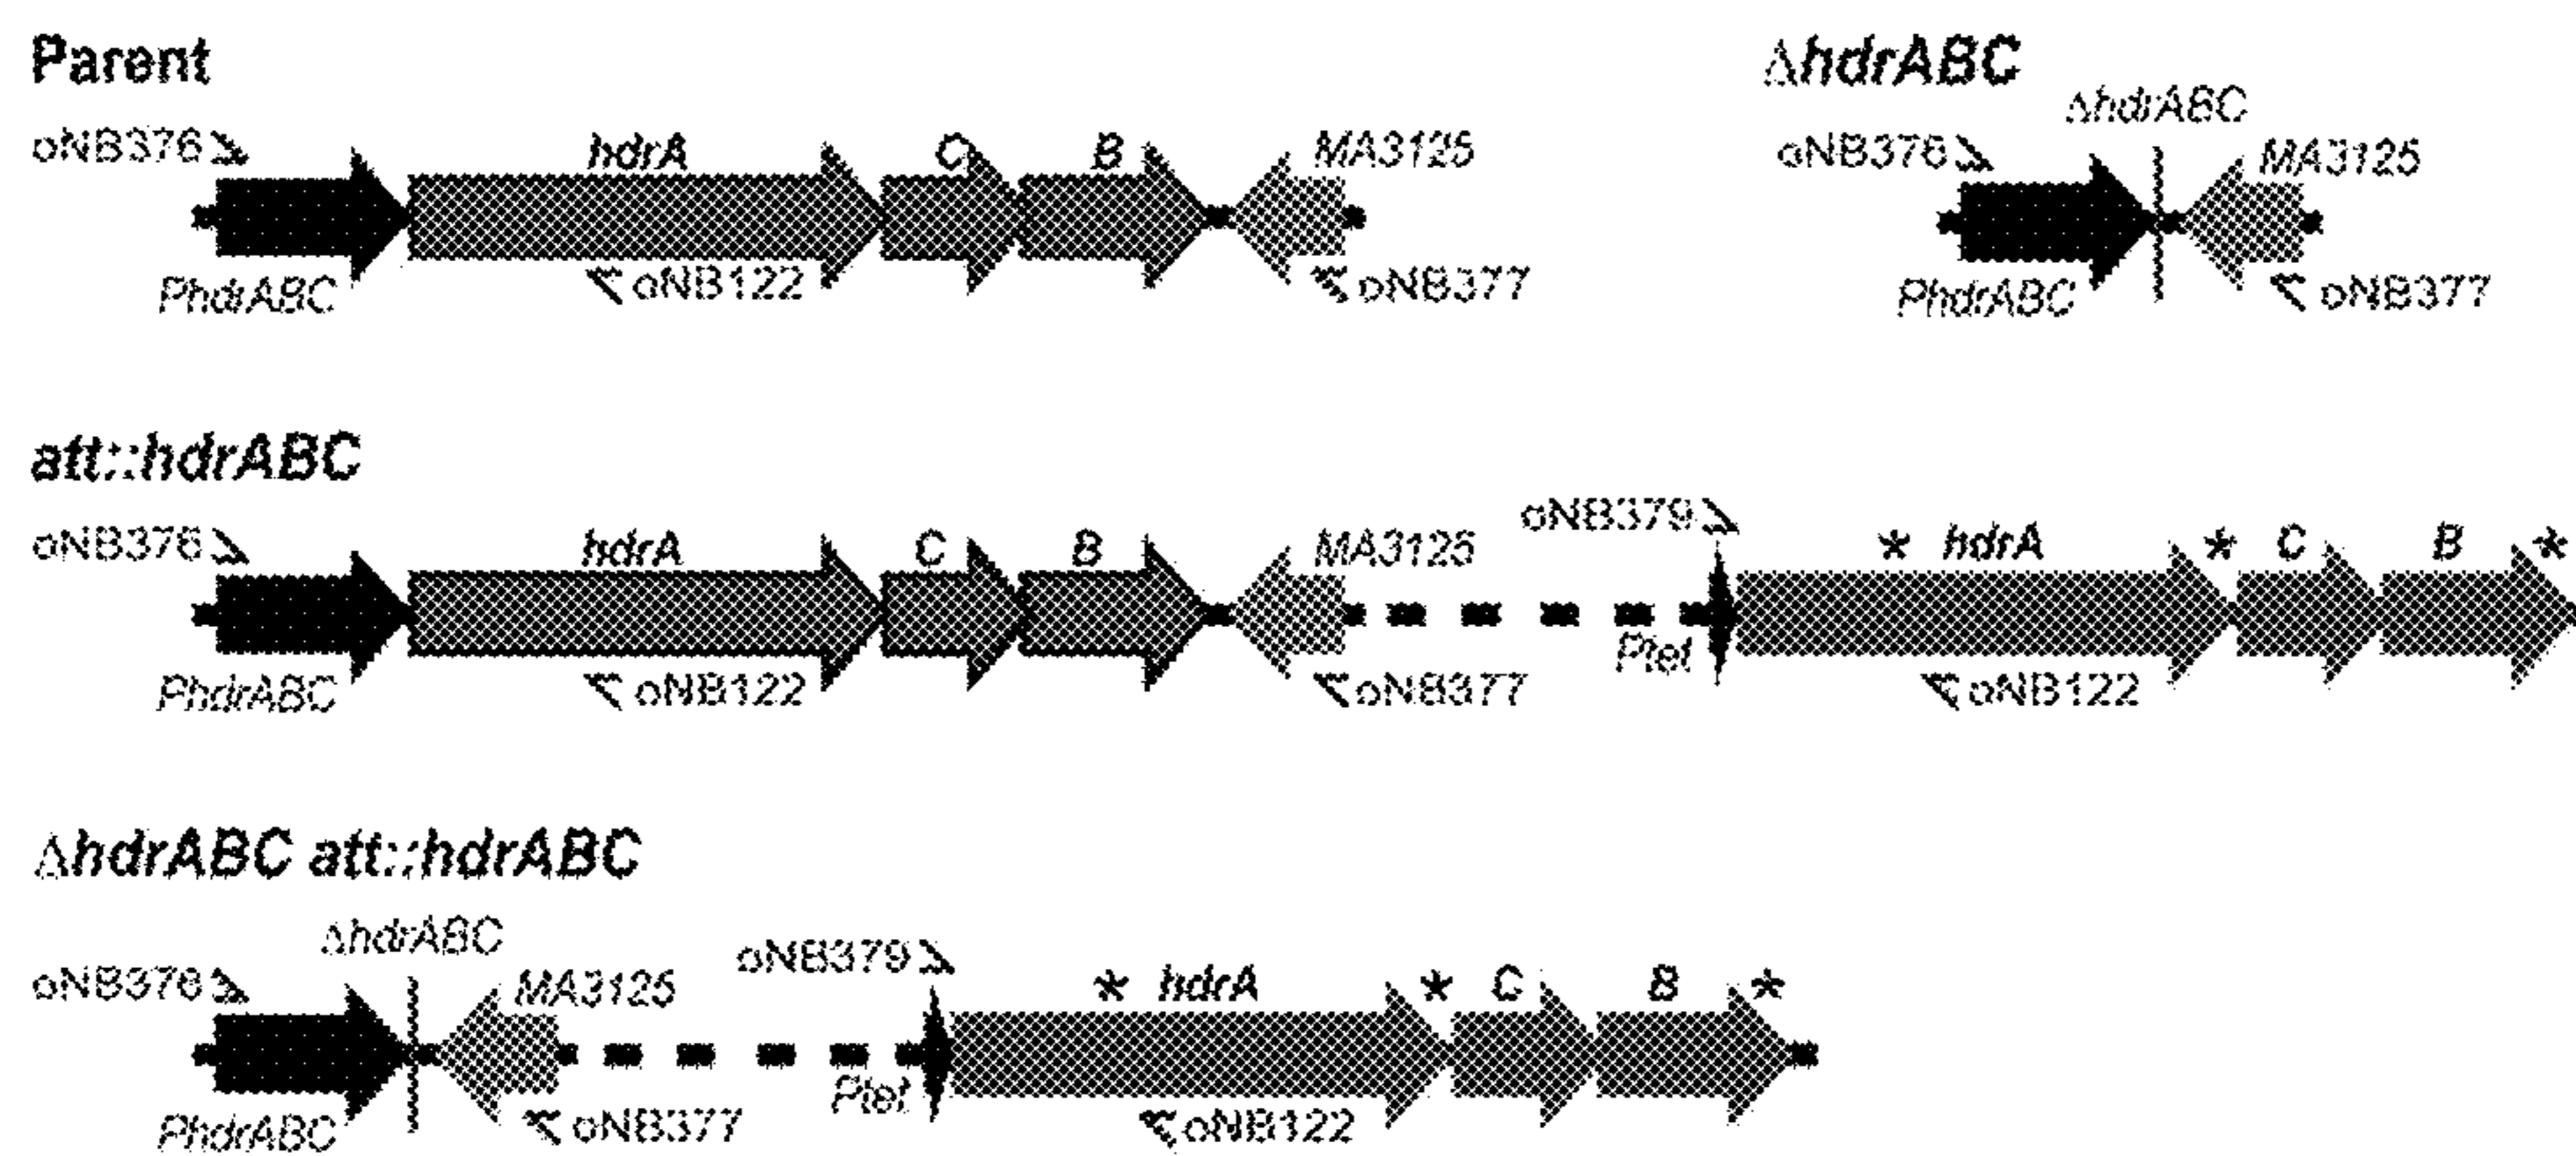 Parent
oNB376 hdrA C B MA3125
PhdrABC oNB122 oNB377
ΔhdrABC
ΔhdrABC
oNB376 MA3125
PhdrABC oNB377
att::hdrABC
oNB379
oNB376 hdrA C B MA3125 * hdrA * C B *
Ptet
PhdrABC oNB122 oNB377 oNB122
ΔhdrABC att::hdrABC
ΔhdrABC oNB379
oNB376 MA3125 * hdrA * C B *
Ptet
PhdrABC oNB377 oNB122